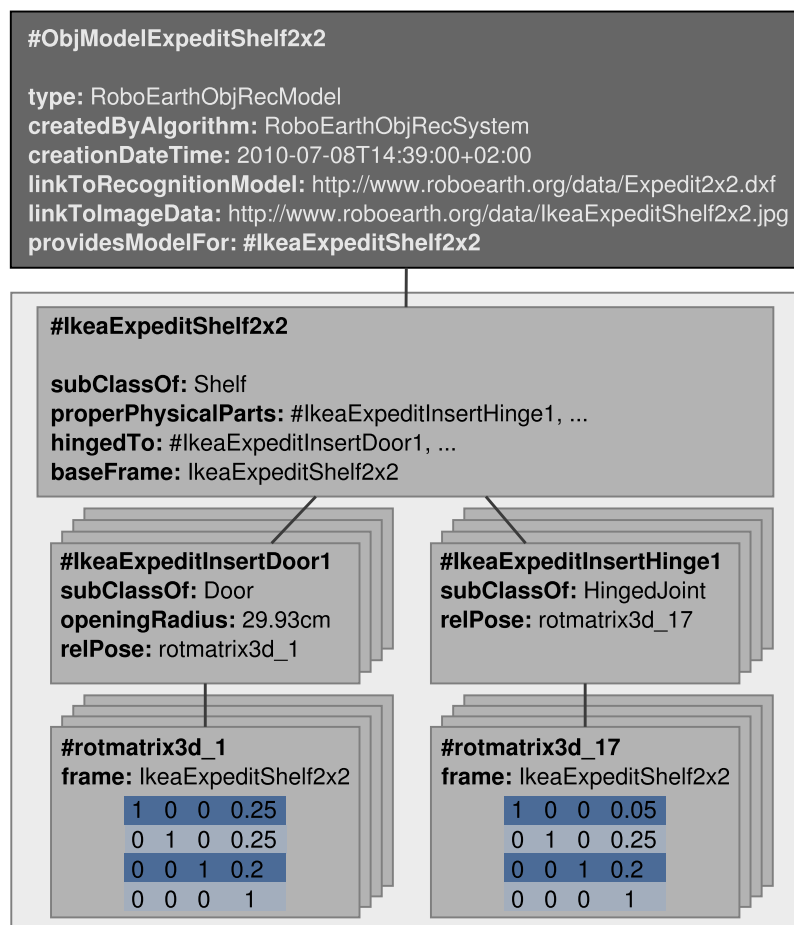 #ObjModelExpeditShelf2x2
type: RoboEarthObjRecModel
createdByAlgorithm: RoboEarthObjRecSystem
creationDateTime: 2010-07-08T14:39:00+02:00
linkToRecognitionModel: http://www.roboearth.org/data/Expedit2x2.dxf
linkToImageData: http://www.roboearth.org/data/IkeaExpeditShelf2x2.jpg
providesModelFor: #IkeaExpeditShelf2x2
#IkeaExpeditShelf2x2
subClassOf: Shelf
properPhysicalParts: #IkeaExpeditInsertHinge1, ...
hingedTo: #IkeaExpeditInsertDoor1, ...
baseFrame: IkeaExpeditShelf2x2
#IkeaExpeditInsertDoor1
subClassOf: Door
openingRadius: 29.93cm
relPose: rotmatrix3d_1
#IkeaExpeditInsertHinge1
subClassOf: HingedJoint
relPose: rotmatrix3d_17
#rotmatrix3d_1
frame: IkeaExpeditShelf2x2
1 0 0 0.25
0 1 0 0.25
0 0 1 0.2
0 0 0 1
#rotmatrix3d_17
frame: IkeaExpeditShelf2x2
1 0 0 0.05
0 1 0 0.25
0 0 1 0.2
0 0 0 1